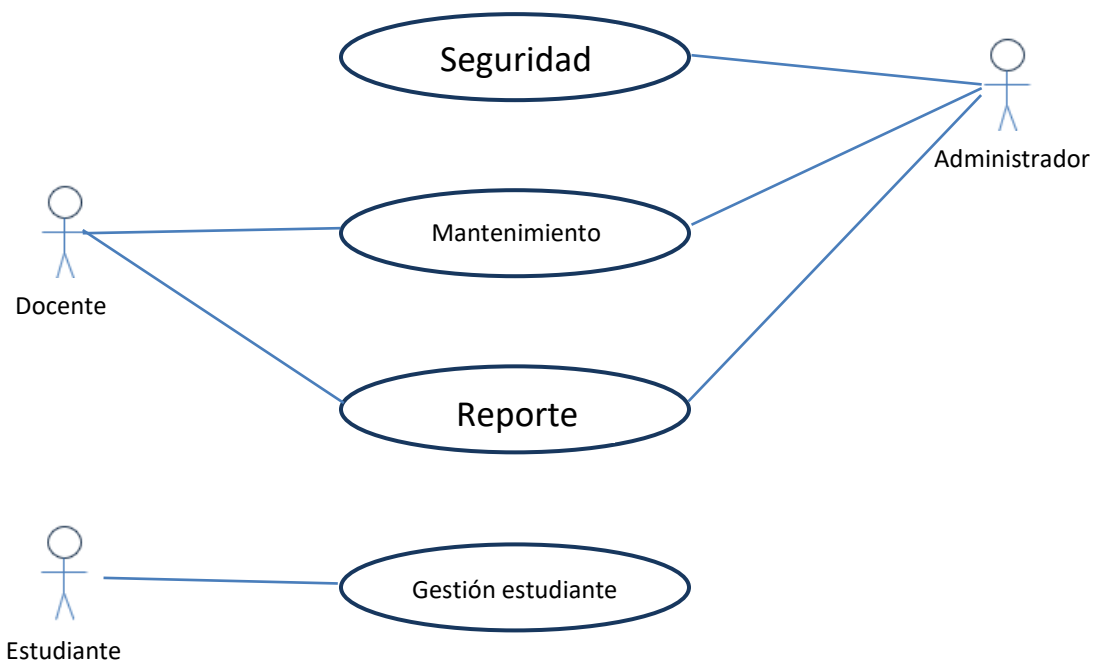 Seguridad
Administrador
Mantenimiento
Docente
Reporte
Gestión estudiante
Estudiante